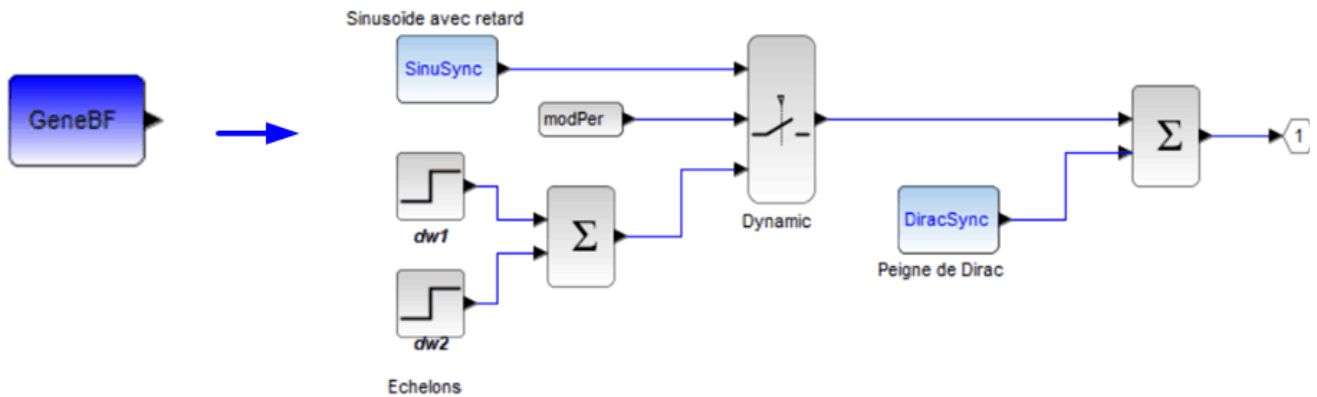 Sinusoïde avec retard
SinuSync
GeneBF
modPer
dw1
Σ
dw2
Echelons
Dynamic
DiracSync
Peigne de Dirac
Σ
1